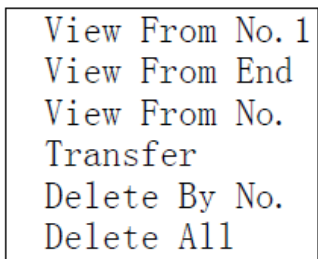 View From No.1
View From End
View From No.
Transfer
Delete By No.
Delete All